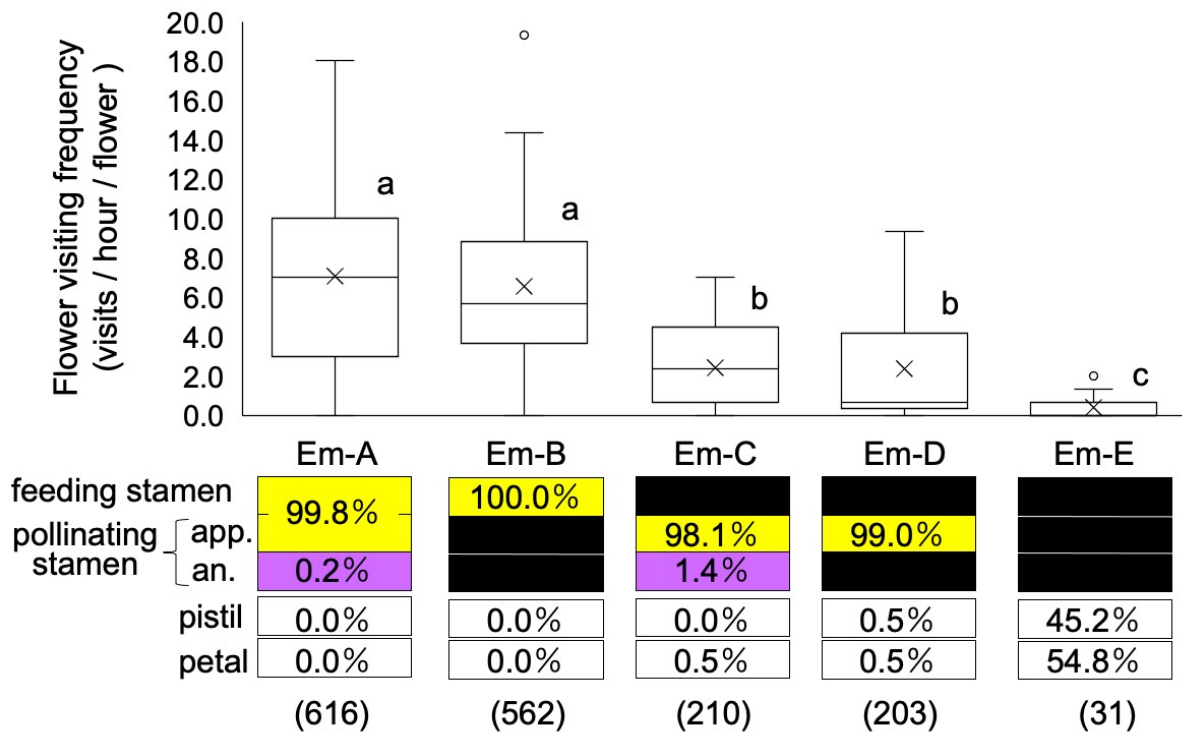 Flower visiting frequency
(visits / hour / flower )
20.0
18.0
16.0
14.0
12.0
10.0
8.0
6.0
4.0
2.0
0.0
a
a
b
b
c
Em-A Em-B Em-C Em-D Em-E
feeding stamen
pollinating stamen
app.
an.
99.8% 100.0%
98.1% 99.0%
0.2% 1.4%
pistil 0.0% 0.0% 0.0% 0.5% 45.2%
petal 0.0% 0.0% 0.5% 0.5% 54.8%
(616) (562) (210) (203) (31)